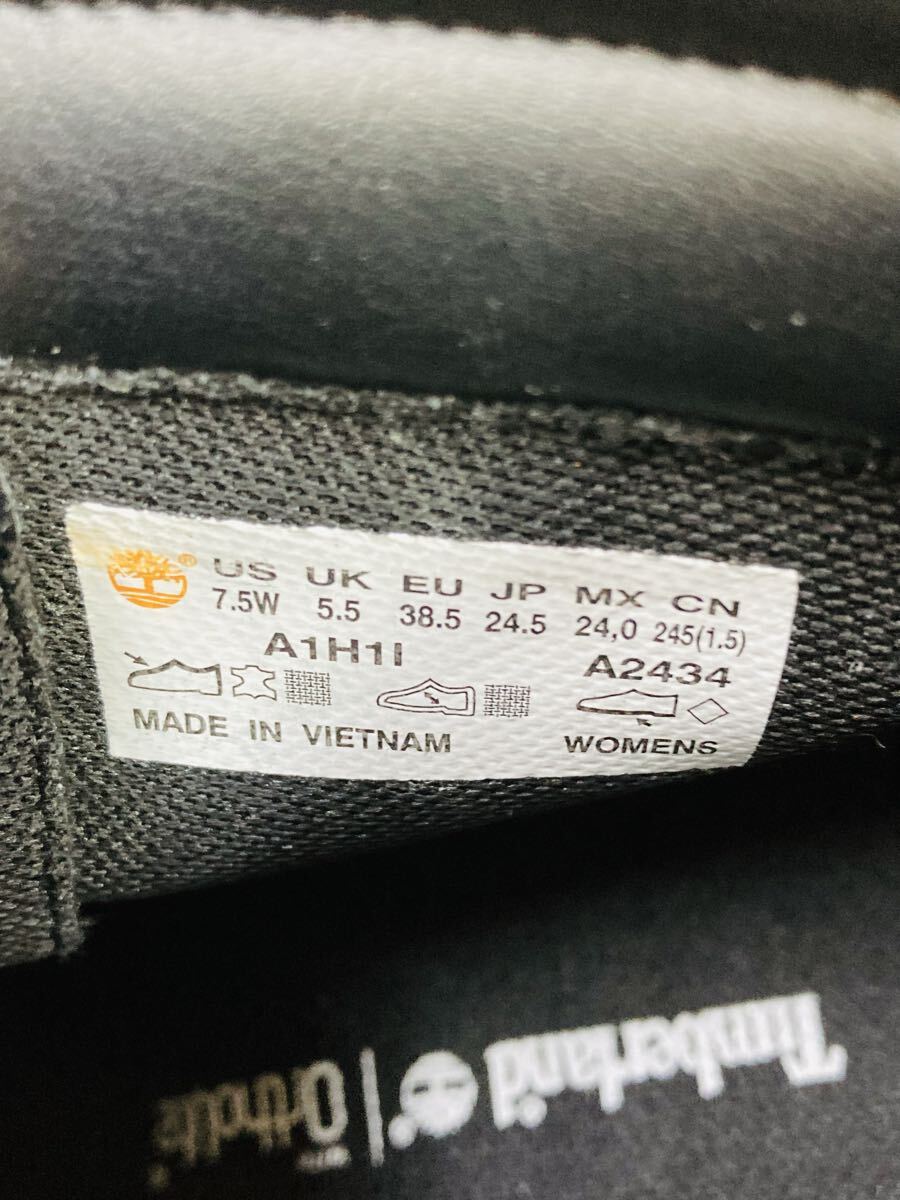 ® US UK EU JP MX CN
7.5W 5.5 38.5 24.5 24,0 245(1.5)
A1H1I A2434
MADE IN VIETNAM WOMENS
Timberland
OrthoLite